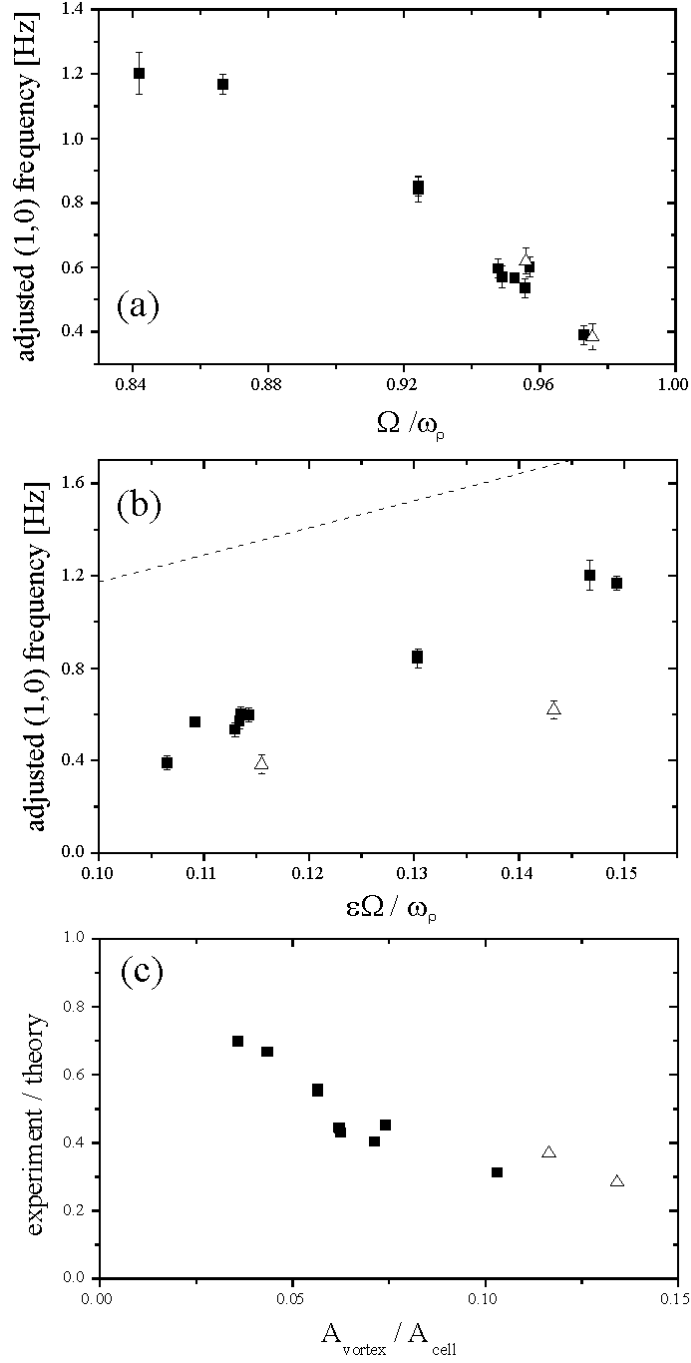 1.4
1.2
1.0
0.8
0.6
0.4
adjusted (1,0) frequency [Hz]
(a)
0.84 0.88 0.92 0.96 1.00
Ω /ωρ
1.6
1.2
0.8
0.4
0.0
adjusted (1,0) frequency [Hz]
(b)
0.10 0.11 0.12 0.13 0.14 0.15
εΩ / ωρ
1.0
0.8
0.6
0.4
0.2
0.0
experiment / theory
(c)
0.00 0.05 0.10 0.15
Avortex / Acell